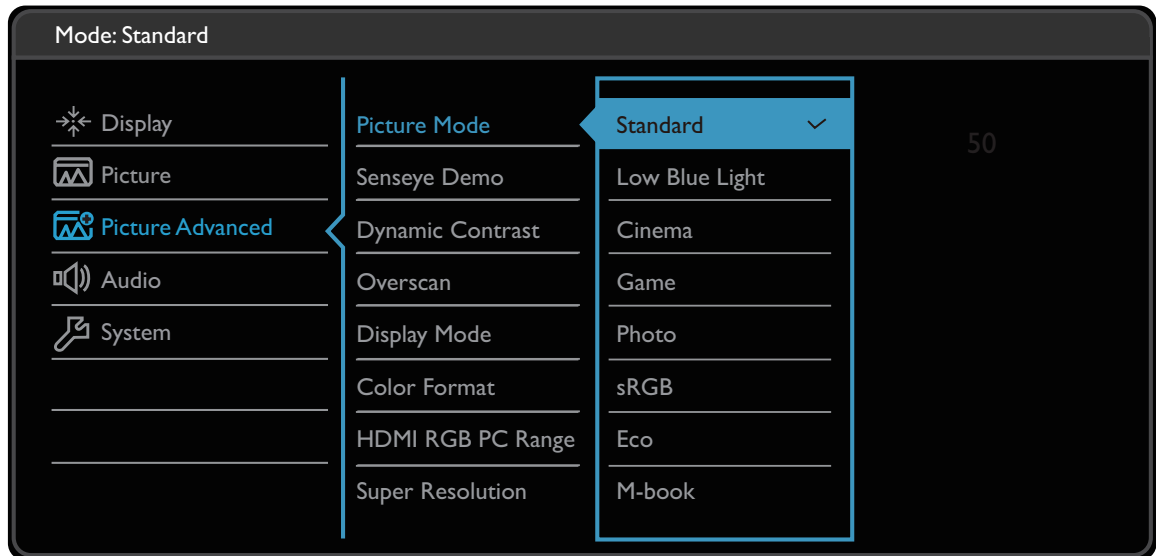 Mode: Standard
Display
Picture
Picture Advanced
Audio
System
Picture Mode
Senseye Demo
Dynamic Contrast
Overscan
Display Mode
Color Format
HDMI RGB PC Range
Super Resolution
Standard
Low Blue Light
Cinema
Game
Photo
sRGB
Eco
M-book
50